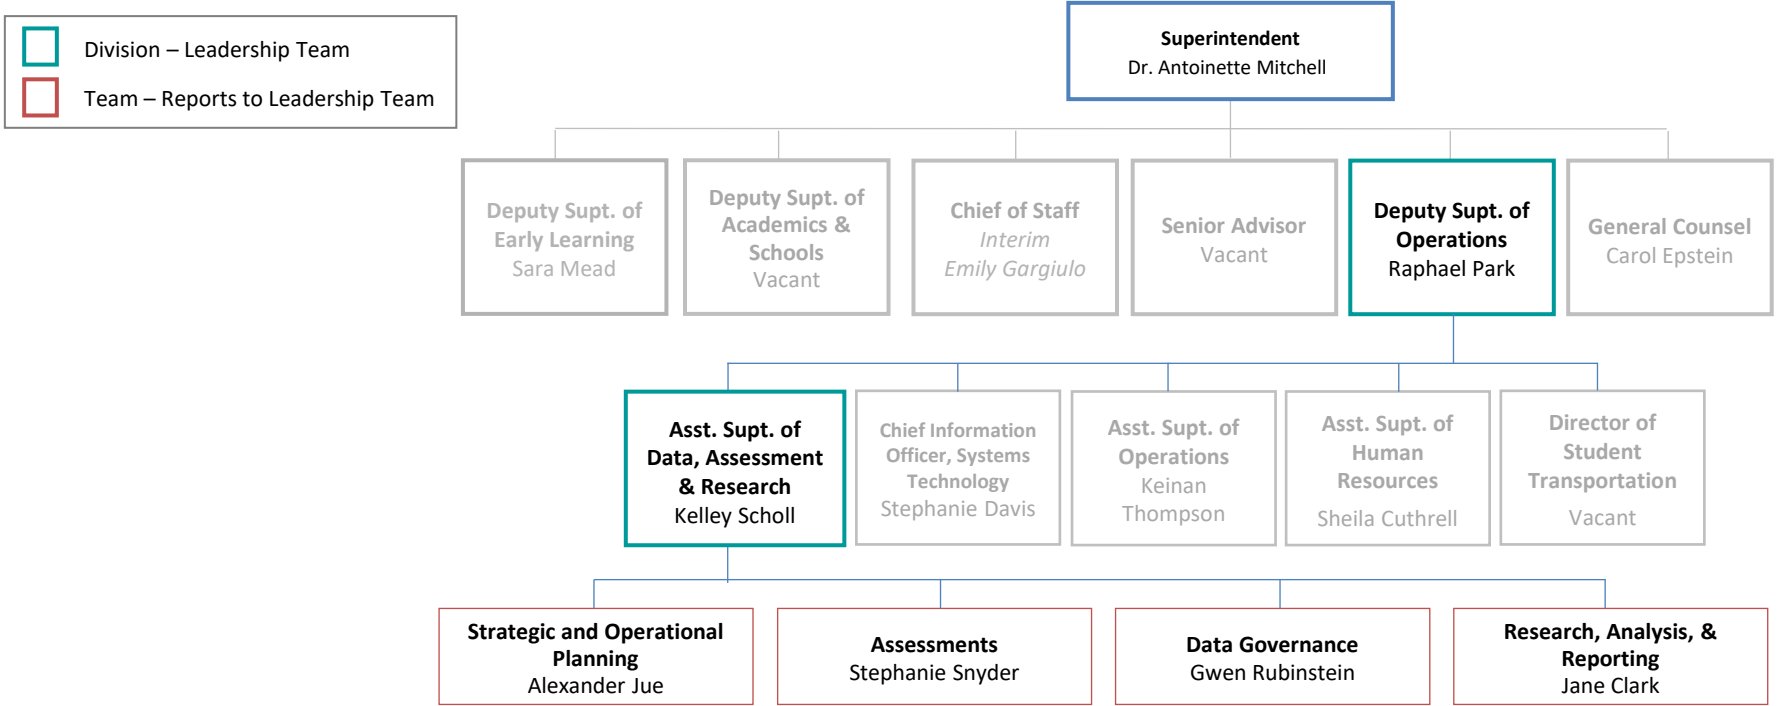 Division – Leadership Team
Team – Reports to Leadership Team
Superintendent
Dr. Antoinette Mitchell
Deputy Supt. of
Early Learning
Sara Mead
Deputy Supt. of
Academics &
Schools
Vacant
Chief of Staff
Interim
Emily Gargiulo
Senior Advisor
Vacant
Deputy Supt. of
Operations
Raphael Park
General Counsel
Carol Epstein
Asst. Supt. of
Data, Assessment
& Research
Kelley Scholl
Chief Information
Officer, Systems
Technology
Stephanie Davis
Asst. Supt. of
Operations
Keinan
Thompson
Asst. Supt. of
Human
Resources
Sheila Cuthrell
Director of
Student
Transportation
Vacant
Strategic and Operational
Planning
Alexander Jue
Assessments
Stephanie Snyder
Data Governance
Gwen Rubinstein
Research, Analysis, &
Reporting
Jane Clark